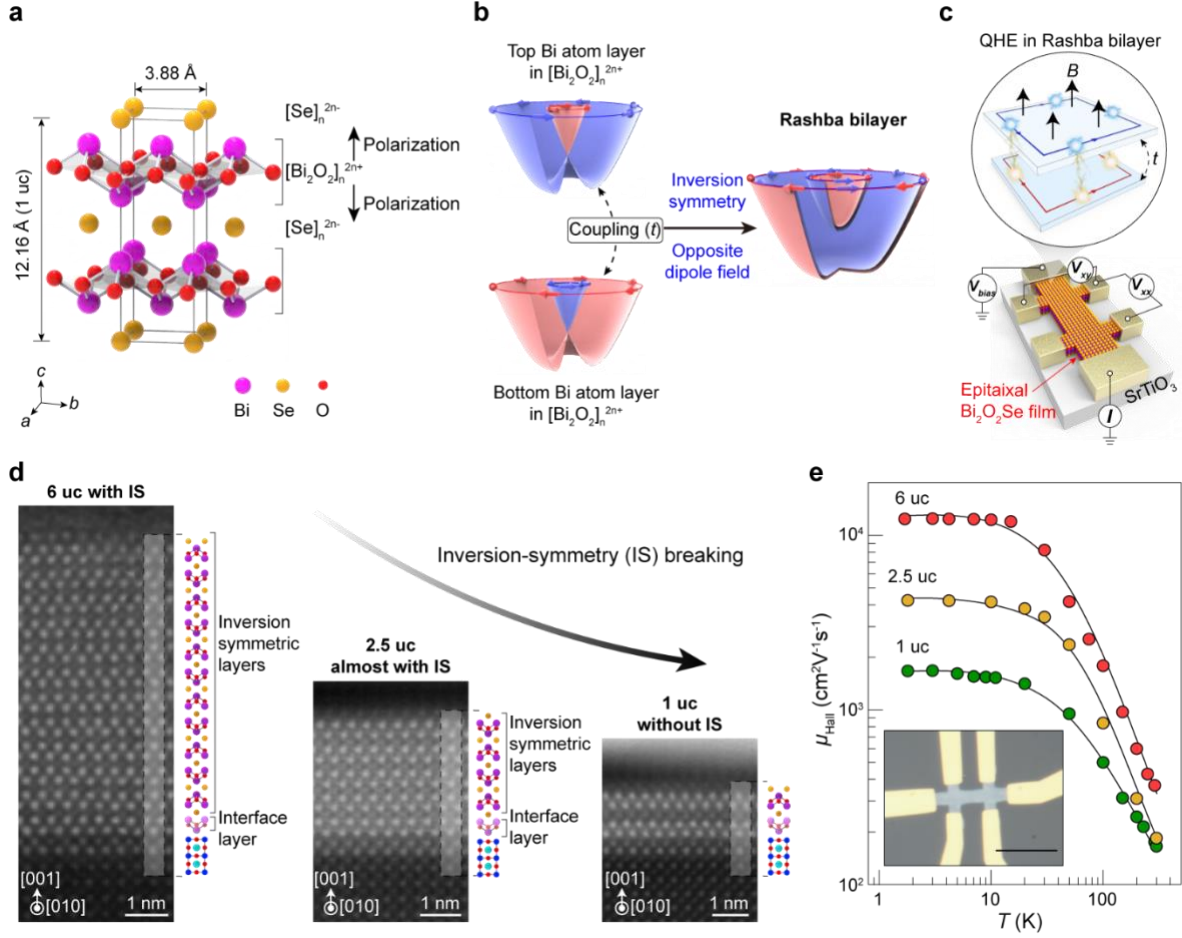 a
3.88 Å
12.16 Å (1 uc)
[Se]n2n-
Polarization
[Bi2O2]n2n+
Polarization
[Se]n2n-
c
b
a
Bi
Se
O
b
Top Bi atom layer
in [Bi2O2]n2n+
Coupling (t)
Bottom Bi atom layer
in [Bi2O2]n2n+
Inversion
symmetry
Opposite
dipole field
Rashba bilayer
c
QHE in Rashba bilayer
B
t
Vbias
Vxy
Vxx
Epitaixal
Bi2O2Se film
SrTiO3
I
d
6 uc with IS
Inversion
symmetric
layers
Interface
layer
[001]
[010]
1 nm
Inversion-symmetry (IS) breaking
2.5 uc
almost with IS
Inversion
symmetric
layers
Interface
layer
[001]
[010]
1 nm
1 uc
without IS
[001]
[010]
1 nm
e
6 uc
2.5 uc
1 uc
μHall (cm2V-1s-1)
104
103
102
1
10
100
T (K)